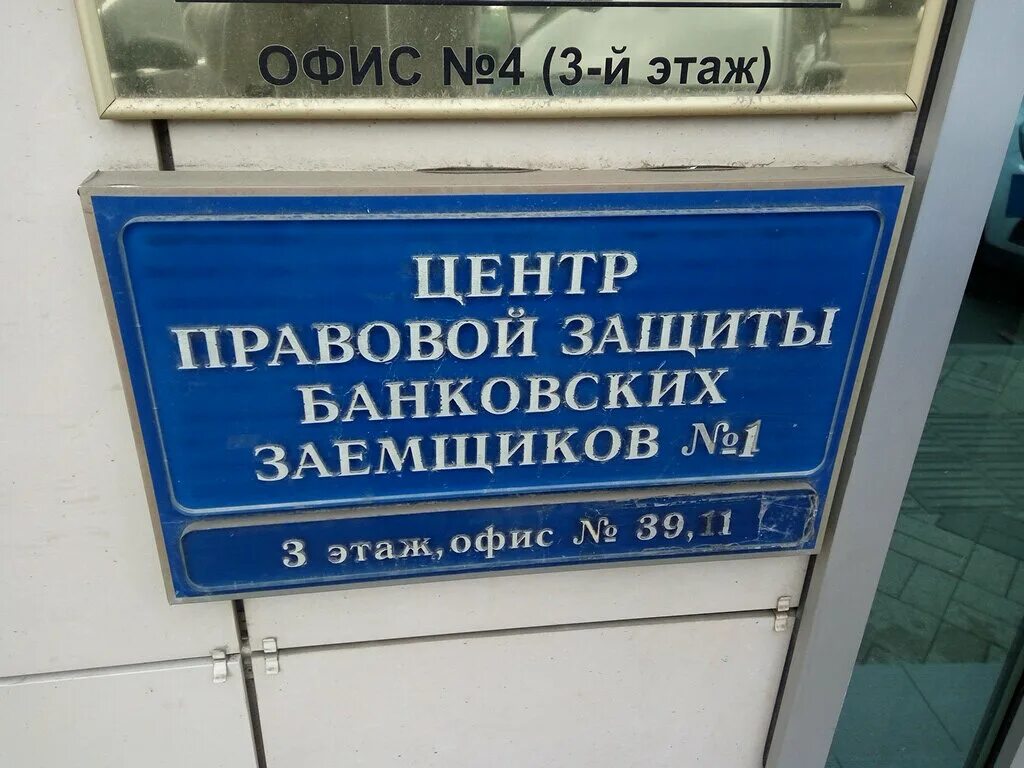 ОФИС №4 (3-й этаж)
ЦЕНТР
ПРАВОВОЙ ЗАЩИТЫ
БАНКОВСКИХ
ЗАЕМЩИКОВ №1
3 этаж, офис № 39,11